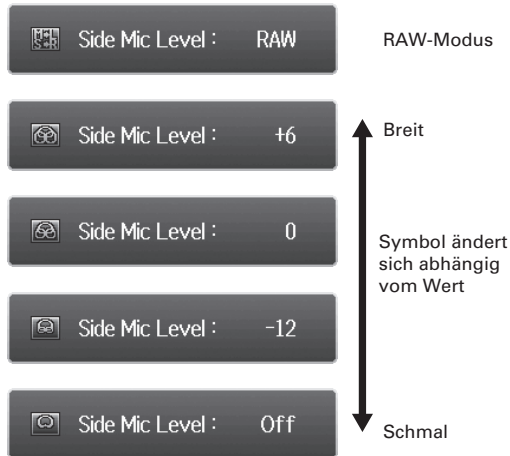 M+L
S+R
Side Mic Level : RAW
RAW-Modus
Side Mic Level : +6
Breit
Side Mic Level : 0
Symbol ändert
sich abhängig
vom Wert
Side Mic Level : -12
Side Mic Level : Off
Schmal